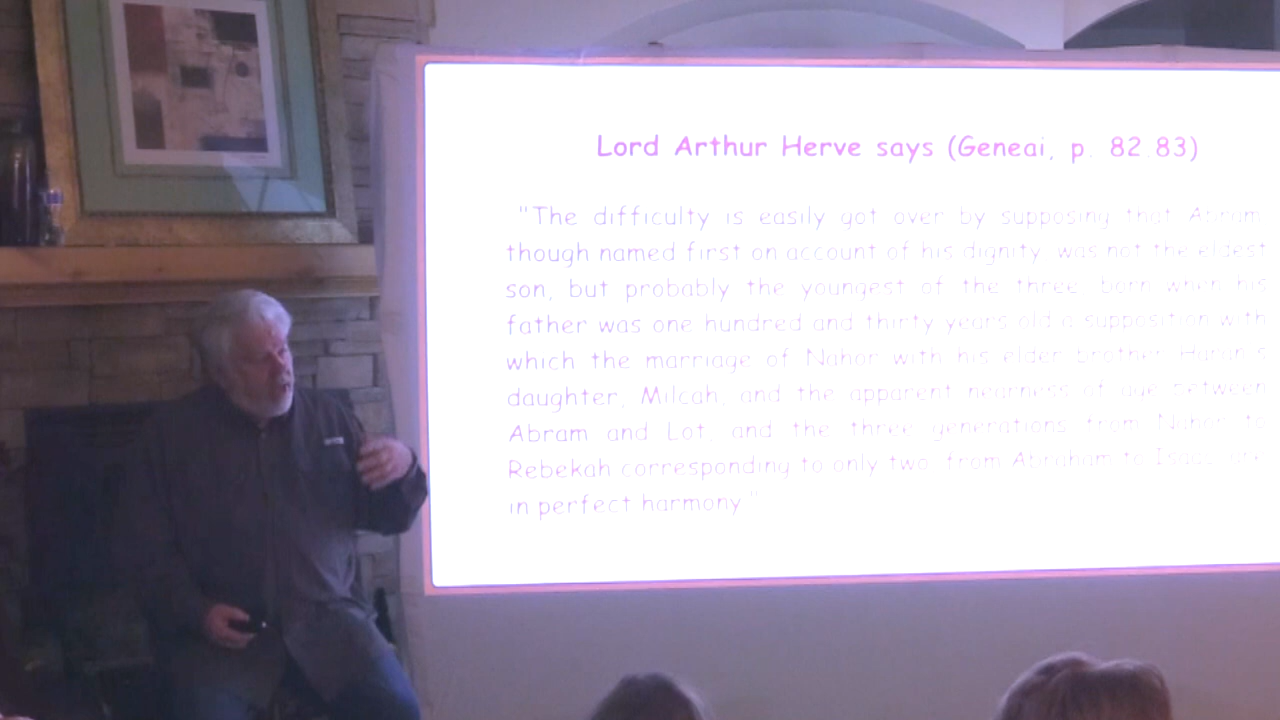 Lord Arthur Herve says (Geneai, p. 82 83)
"The difficulty is easily got over by supposing that Abram
though named first on account of his dignity was not the eldest
son, but probably the youngest of the three born when his
father was one hundred and thirty years old a supposition with
which the marriage of Nahor with his elder brother Haran s
daughter, Milcah, and the apparent nearness of age between
Abram and Lot, and the three generations from Nahor to
Rebekah corresponding to only two from Abraham to Isaac are
in perfect harmony"